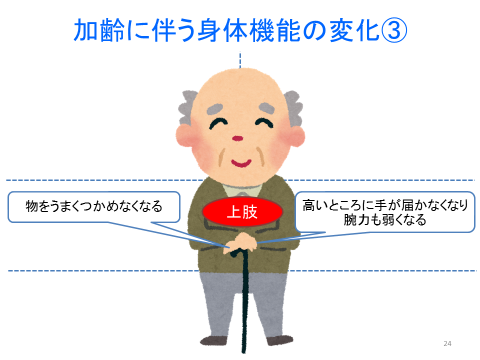 加齢に伴う身体機能の変化③
物をうまくつかめなくなる
上肢
高いところに手が届かなくなり
腕力も弱くなる
24